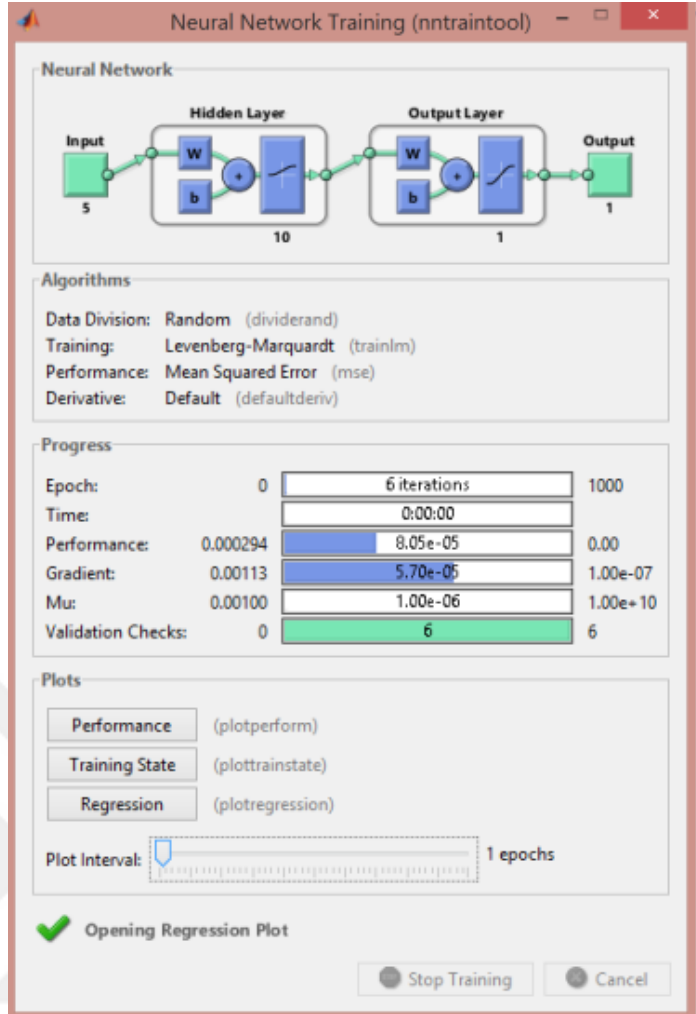 Neural Network Training (nntraintool)
Neural Network
Hidden Layer Output Layer
Input Output
W W
b b
+ +
5 1
10 1
Algorithms
Data Division: Random (dividerand)
Training: Levenberg-Marquardt (trainlm)
Performance: Mean Squared Error (mse)
Derivative: Default (defaultderiv)
Progress
Epoch: 0 6 iterations 1000
Time: 0:00:00
Performance: 0.000294 8.05e-05 0.00
Gradient: 0.00113 5.70e-05 1.00e-07
Mu: 0.00100 1.00e-06 1.00e+10
Validation Checks: 0 6 6
Plots
Performance (plotperform)
Training State (plottrainstate)
Regression (plotregression)
Plot Interval: 1 epochs
Opening Regression Plot
Stop Training Cancel